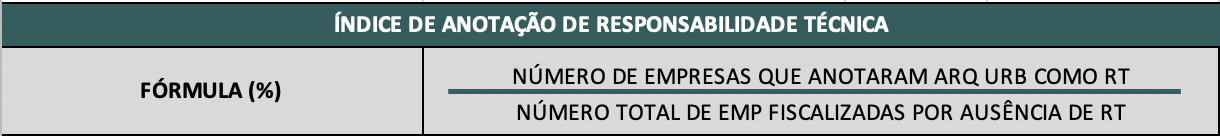 ÍNDICE DE ANOTAÇÃO DE RESPONSABILIDADE TÉCNICA
FÓRMULA (%)
NÚMERO DE EMPRESAS QUE ANOTARAM ARQ URB COMO RT
NÚMERO TOTAL DE EMP FISCALIZADAS POR AUSÊNCIA DE RT